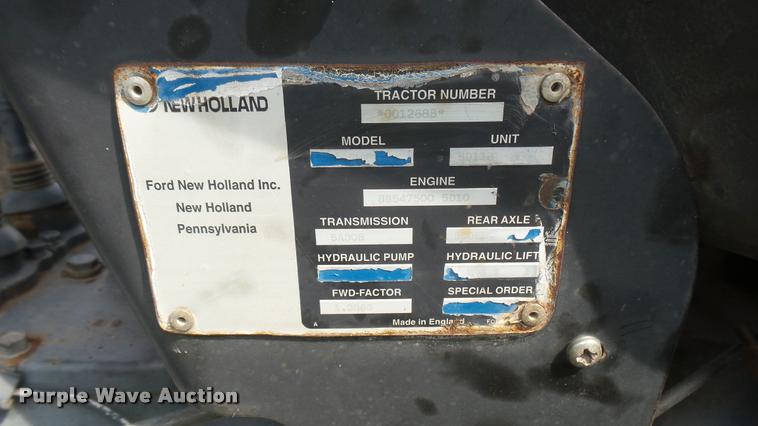 NEW HOLLAND
Ford New Holland Inc.
New Holland
Pennsylvania
TRACTOR NUMBER
MODEL
UNIT
ENGINE
TRANSMISSION
REAR AXLE
HYDRAULIC PUMP
HYDRAULIC LIFT
FWD-FACTOR
SPECIAL ORDER
A
Made in England
Purple Wave Auction